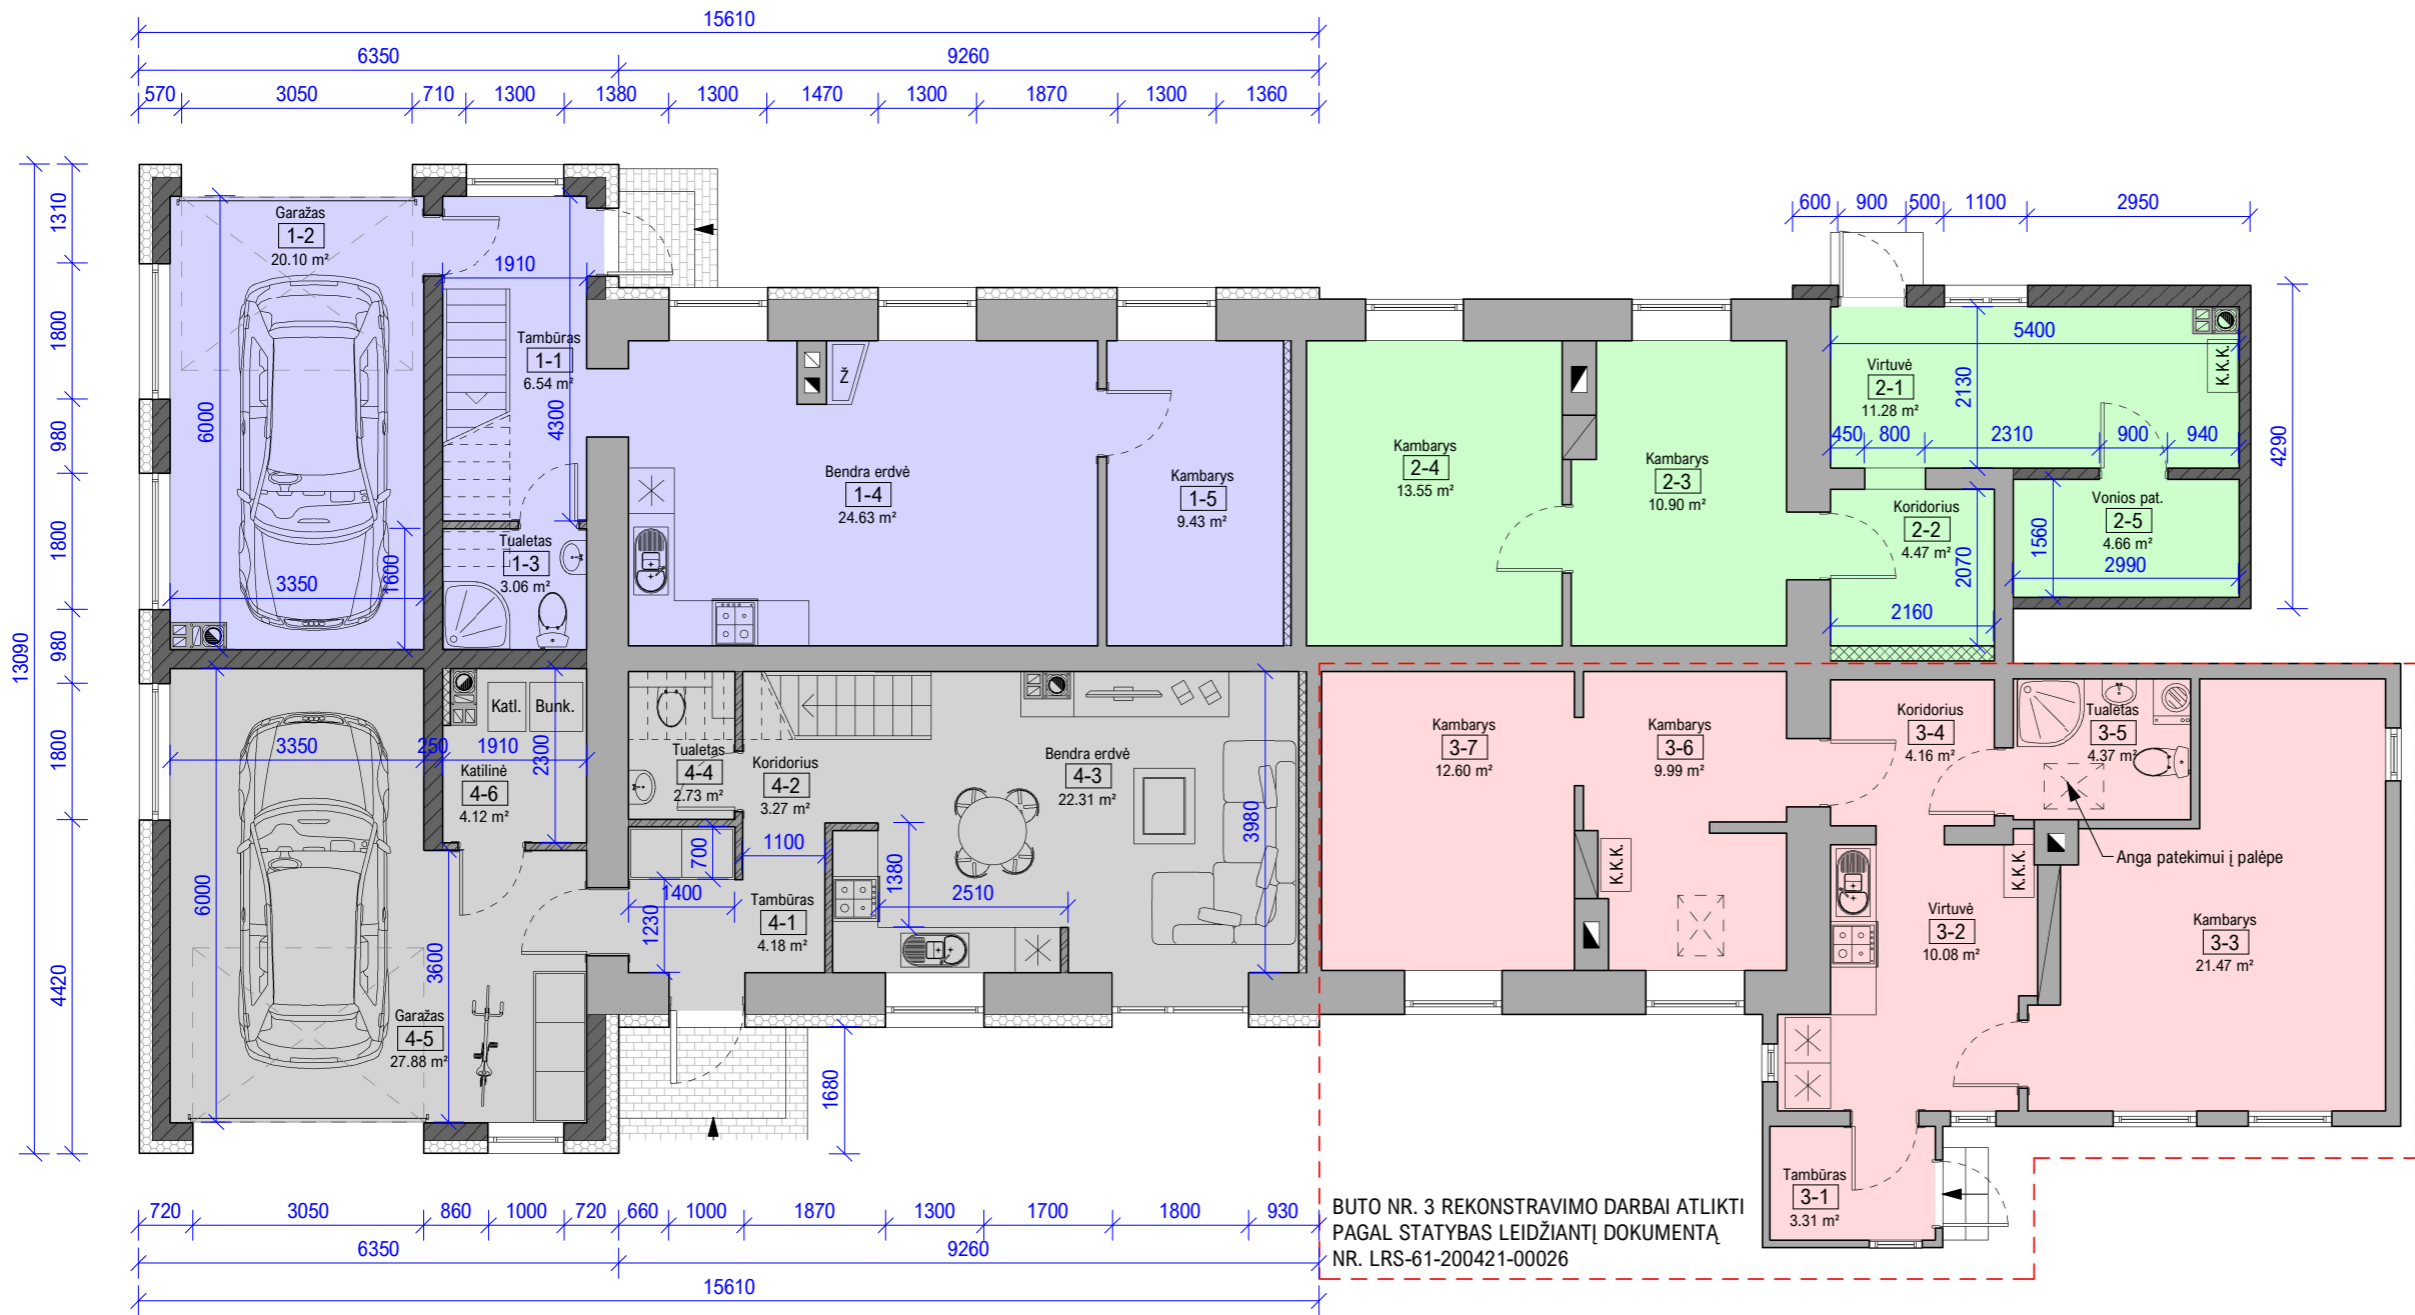 15610
6350 9260
570 3050 710 1300 1380 1300 1470 1300 1870 1300 1360
600 900 500 1100 2950
13090
1310
1800
980
1800
980
1800
4420
Garažas
1-2
20.10 m²
6000
3350
1600
1910
Tambūras
1-1
6.54 m²
4300
Tualetas
1-3
3.06 m²
Ž
Bendra erdvė
1-4
24.63 m²
Kambarys
1-5
9.43 m²
Kambarys
2-4
13.55 m²
Kambarys
2-3
10.90 m²
5400
Virtuvė
2-1
11.28 m²
2130
K.K.K.
450 800 2310 900 940
4290
Koridorius
2-2
4.47 m²
2070
2160
Vonios pat.
2-5
4.66 m²
1560
2990
3350 250 1910
6000
Katl. Bunk.
2300
Katilinė
4-6
4.12 m²
3600
Garažas
4-5
27.88 m²
Tualetas
4-4
2.73 m²
Koridorius
4-2
3.27 m²
Bendra erdvė
4-3
22.31 m²
3980
700
1100
1400
1230
1380
2510
Tambūras
4-1
4.18 m²
1680
Kambarys
3-7
12.60 m²
Kambarys
3-6
9.99 m²
K.K.K.
Koridorius
3-4
4.16 m²
Tualetas
3-5
4.37 m²
K.K.K.
Anga patekimui į palėpe
Virtuvė
3-2
10.08 m²
Kambarys
3-3
21.47 m²
Tambūras
3-1
3.31 m²
BUTO NR. 3 REKONSTRAVIMO DARBAI ATLIKTI
PAGAL STATYBAS LEIDŽIANTĮ DOKUMENTĄ
NR. LRS-61-200421-00026
720 3050 860 1000 720 660 1000 1870 1300 1700 1800 930
6350 9260
15610